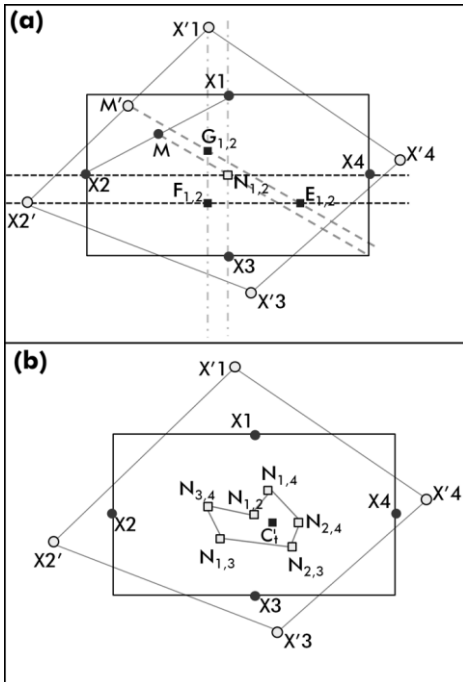 (a)
X'1
X1
M'
M
G1,2
X4
X'4
X2
N1,2
F1,2
E1,2
X2'
X3
X'3
(b)
X'1
X1
N1,4
N3,4
N1,2
X4
X'4
X2
C't
N2,4
X2'
N1,3
N2,3
X3
X'3